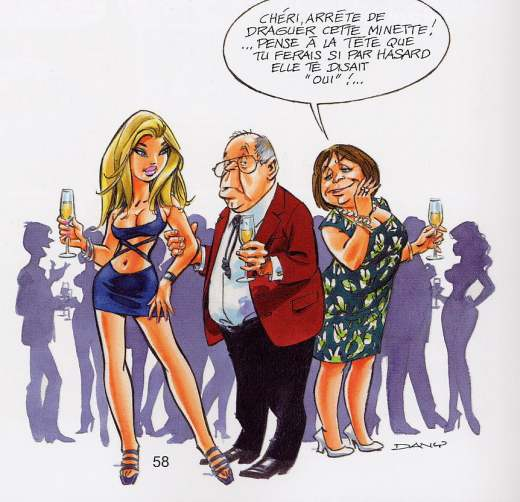 CHÉRI, ARRÊTE DE
DRAGUER CETTE MINETTE!
... PENSE À LA TÊTE QUE
TU FERAIS SI PAR HASARD
ELLE TE DISAIT
"OUI"!...
58
DANY